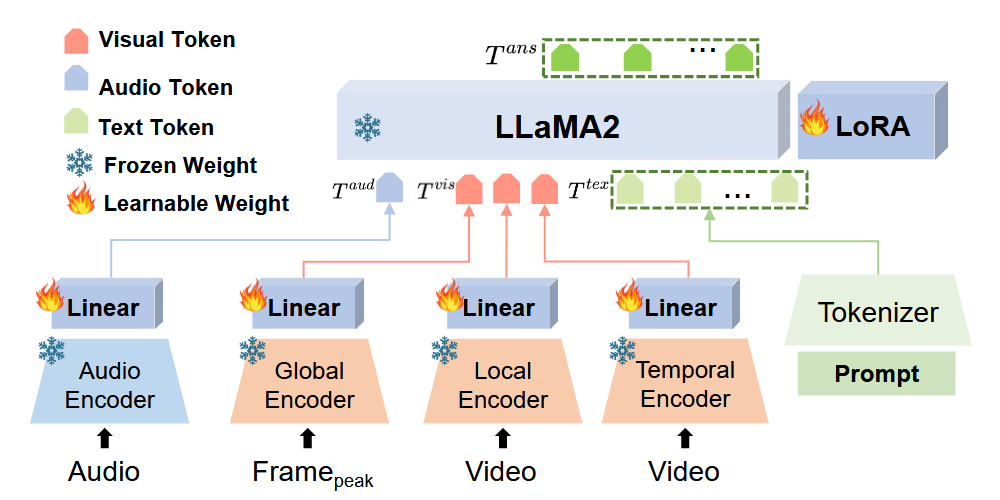 Visual Token
Audio Token
Text Token
Frozen Weight
Learnable Weight
T^{ans}
...
LLaMA2
LoRA
T^{aud}
T^{vis}
T^{tex}
...
Linear
Linear
Linear
Linear
Tokenizer
Prompt
Audio
Encoder
Global
Encoder
Local
Encoder
Temporal
Encoder
Audio
Frame_{peak}
Video
Video